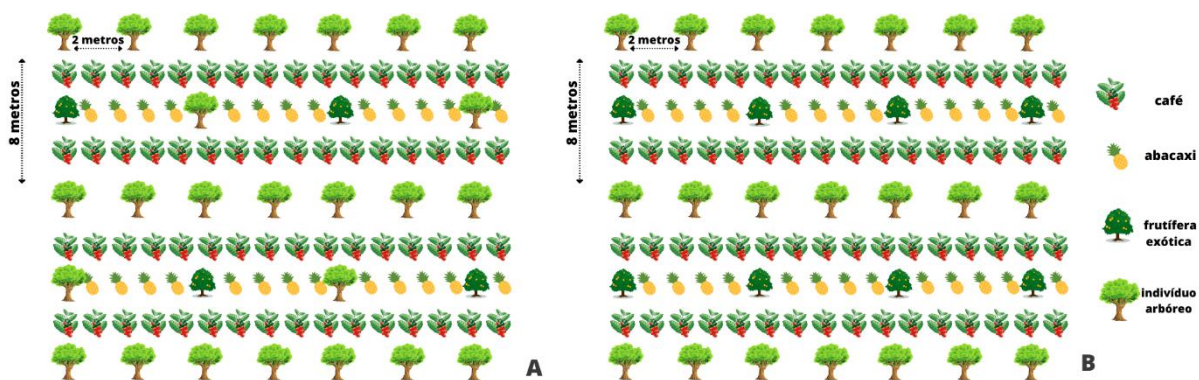 2 metros
8 metros
A
2 metros
8 metros
B
café
abacaxi
frutífera
exótica
indivíduo
arbóreo